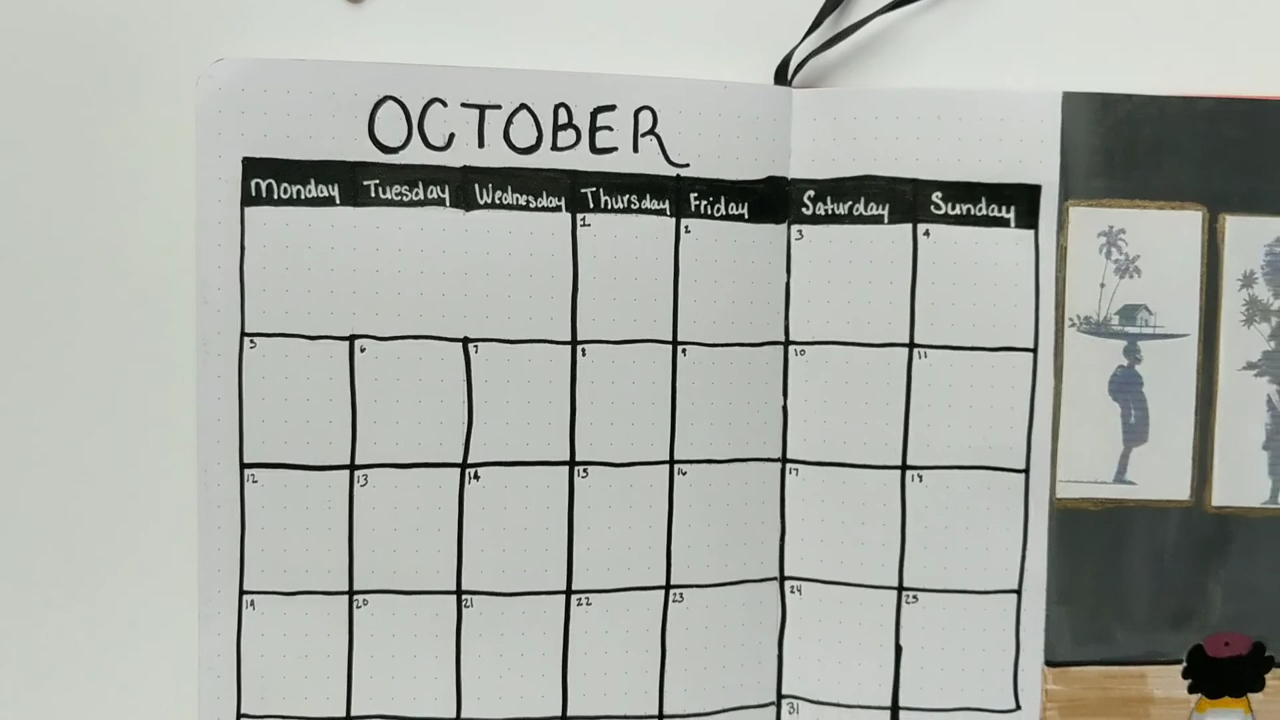 OCTOBER
Monday Tuesday Wednesday Thursday Friday Saturday Sunday
1 2 3 4
5 6 7 8 9 10 11
12 13 14 15 16 17 18
19 20 21 22 23 24 25
31